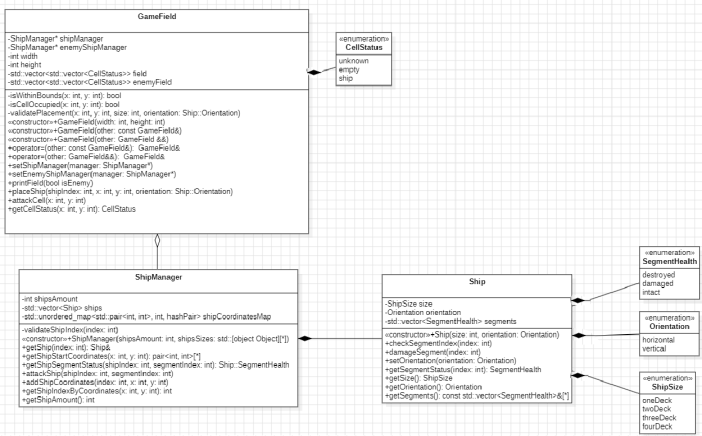 GameField
-ShipManager* shipManager
-ShipManager* enemyShipManager
-int width
-int height
-std::vector<std::vector<CellStatus>> field
-std::vector<std::vector<CellStatus>> enemyField
-isWithinBounds(x: int, y: int): bool
-isCellOccupied(x: int, y: int): bool
-validatePlacement(x: int, y: int, size: int, orientation: Ship::Orientation)
«constructor»+GameField(width: int, height: int)
«constructor»+GameField(other: const GameField&)
«constructor»+GameField(other: GameField &&)
+operator=(other: const GameField&): GameField&
+operator=(other: GameField&&): GameField&
+setShipManager(manager: ShipManager*)
+setEnemyShipManager(manager: ShipManager*)
+printField(bool isEnemy)
+placeShip(shipIndex: int, x: int, y: int, orientation: Ship::Orientation)
+attackCell(x: int, y: int)
+getCellStatus(x: int, y: int): CellStatus
«enumeration»
CellStatus
unknown
empty
ship
ShipManager
-int shipsAmount
-std::vector<Ship> ships
-std::unordered_map<std::pair<int, int>, int, hashPair> shipCoordinatesMap
-validateShipIndex(index: int)
«constructor»+ShipManager(shipsAmount: int, shipsSizes: std::[object Object][*])
+getShip(index: int): Ship&
+getShipStartCoordinates(x: int, y: int): pair<int, int>[*]
+getShipSegmentStatus(shipIndex: int, segmentIndex: int): Ship::SegmentHealth
+attackShip(shipIndex: int, segmentIndex: int)
+addShipCoordinates(index: int, x: int, y: int)
+getShipIndexByCoordinates(x: int, y: int): int
+getShipAmount(): int
Ship
-ShipSize size
-Orientation orientation
-std::vector<SegmentHealth> segments
«constructor»+Ship(size: int, orientation: Orientation)
+checkSegmentIndex(index: int)
+damageSegment(index: int)
+setOrientation(orientation: Orientation)
+getSegmentStatus(index: int): SegmentHealth
+getSize(): ShipSize
+getOrientation(): Orientation
+getSegments(): const std::vector<SegmentHealth>&[*]
«enumeration»
SegmentHealth
destroyed
damaged
intact
«enumeration»
Orientation
horizontal
vertical
«enumeration»
ShipSize
oneDeck
twoDeck
threeDeck
fourDeck